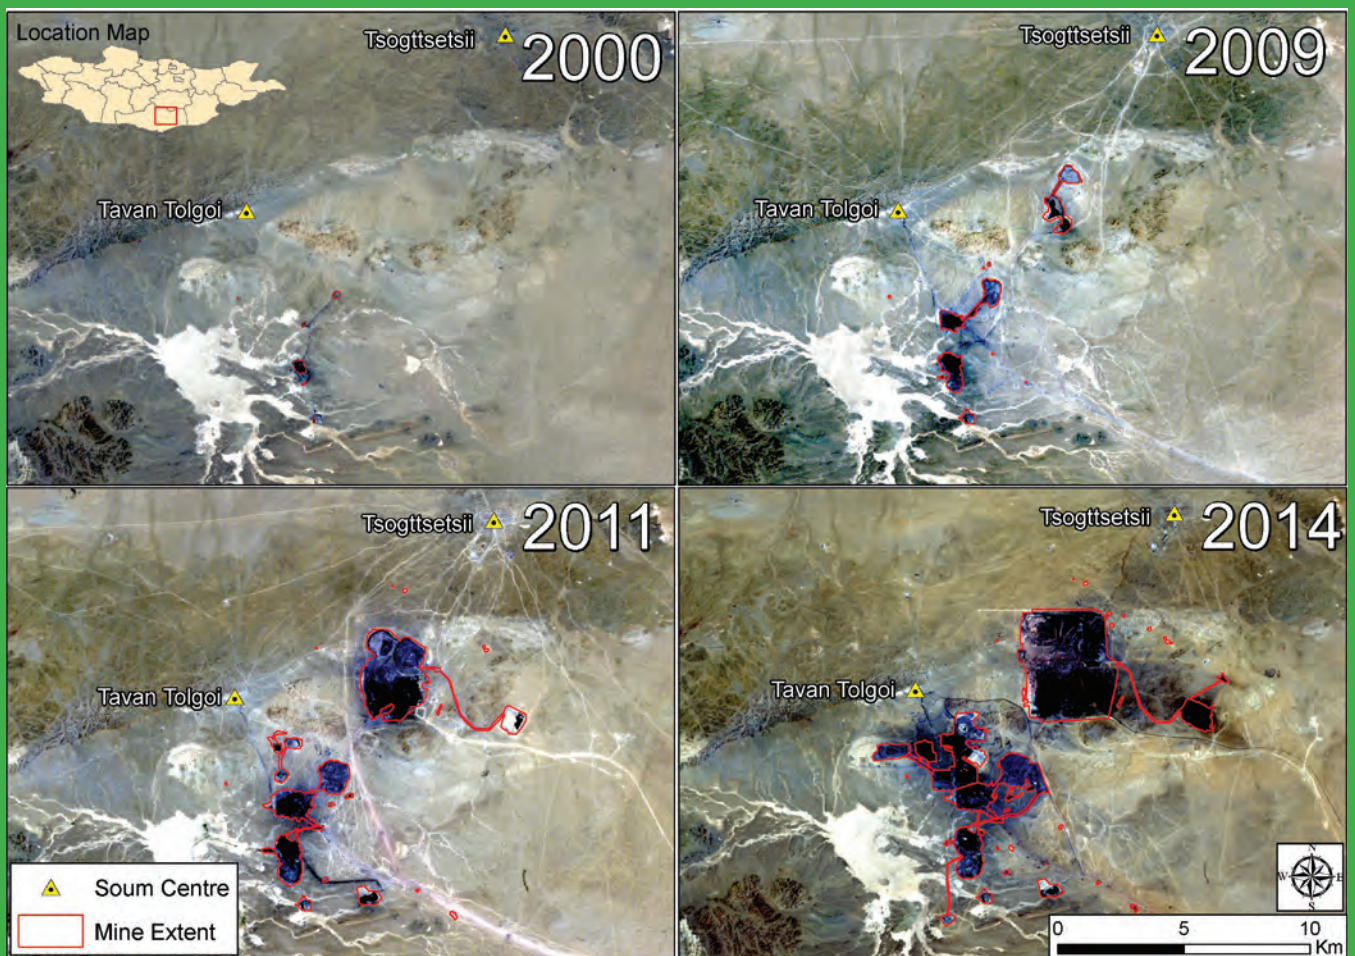 Location Map
Tsogttsetsii
2000
Tavan Tolgoi
Tsogttsetsii
2009
Tavan Tolgoi
Tsogttsetsii
2011
Tavan Tolgoi
Soum Centre
Mine Extent
Tsogttsetsii
2014
Tavan Tolgoi
N
W E
S
0 5 10
Km